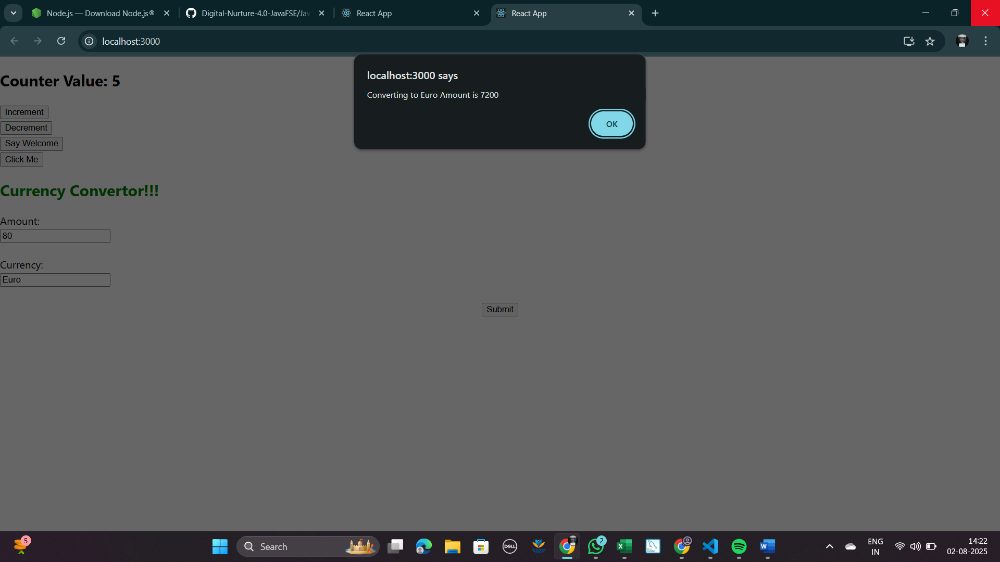 Node.js — Download Node.js®
Digital-Nurture-4.0-JavaFSE/Jav
React App
React App
localhost:3000
localhost:3000 says
Converting to Euro Amount is 7200
OK
Counter Value: 5
Increment
Decrement
Say Welcome
Click Me
Currency Convertor!!!
Amount:
80
Currency:
Euro
Submit
5
Search
DELL
2
ENG
IN
14:22
02-08-2025